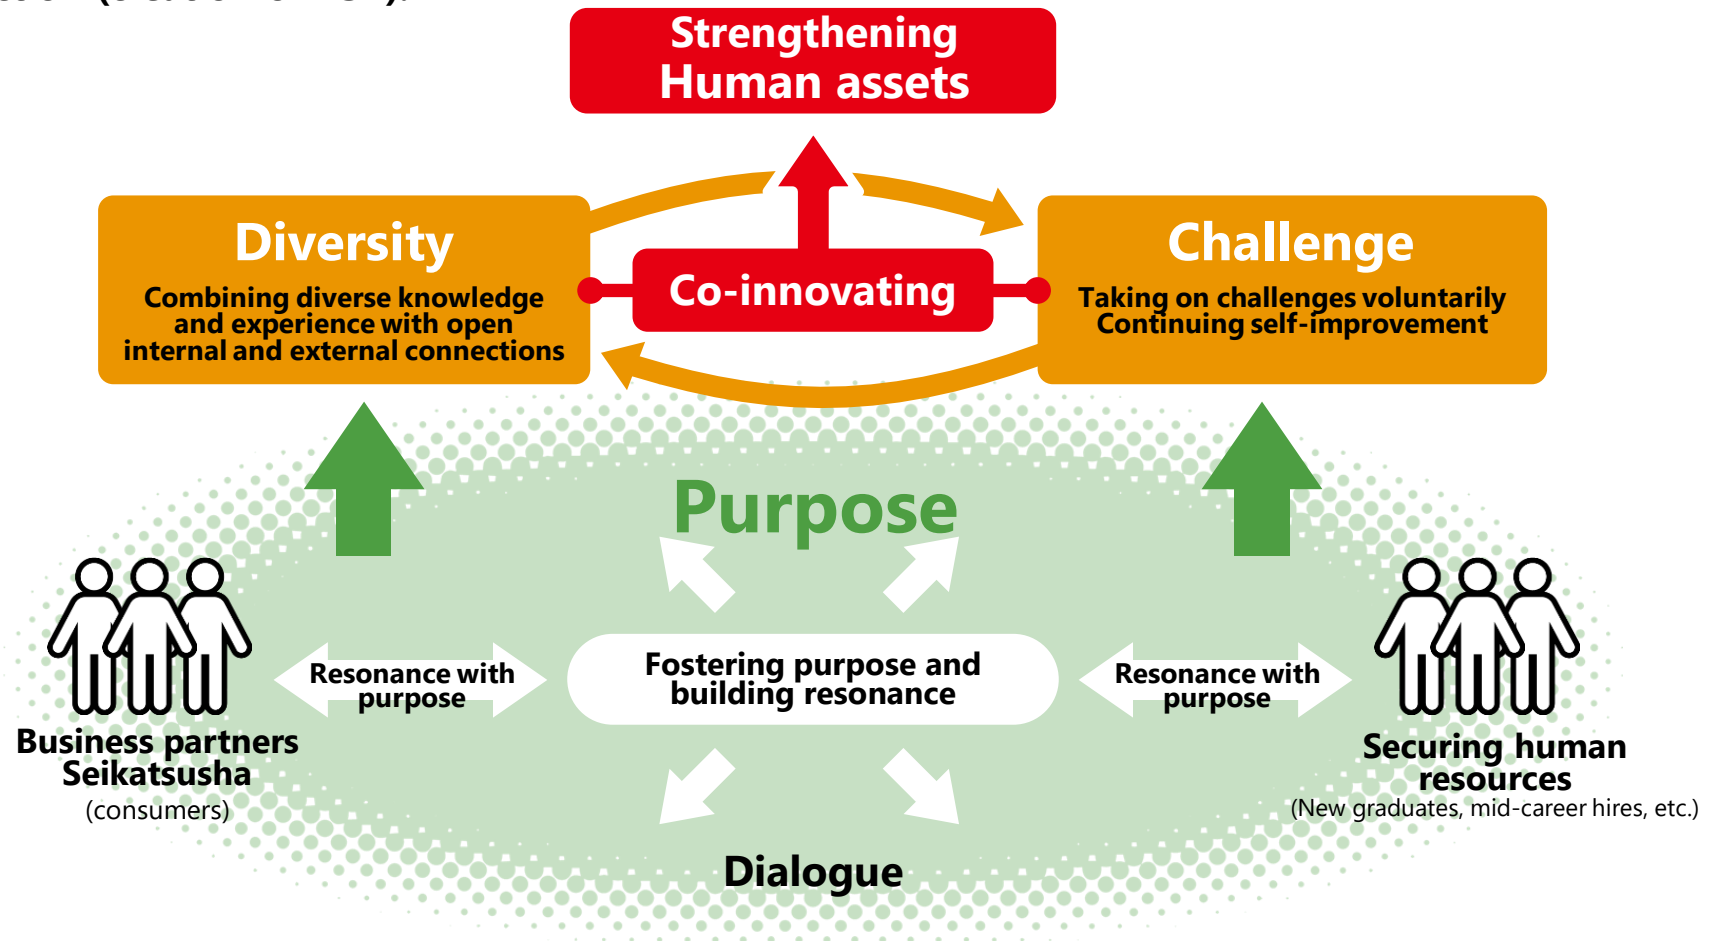 Strengthening
Human assets
Diversity
Combining diverse knowledge
and experience with open
internal and external connections
Co-innovating
Challenge
Taking on challenges voluntarily
Continuing self-improvement
Purpose
Resonance with
purpose
Fostering purpose and
building resonance
Resonance with
purpose
Business partners
Seikatsusha
(consumers)
Securing human
resources
(New graduates, mid-career hires, etc.)
Dialogue